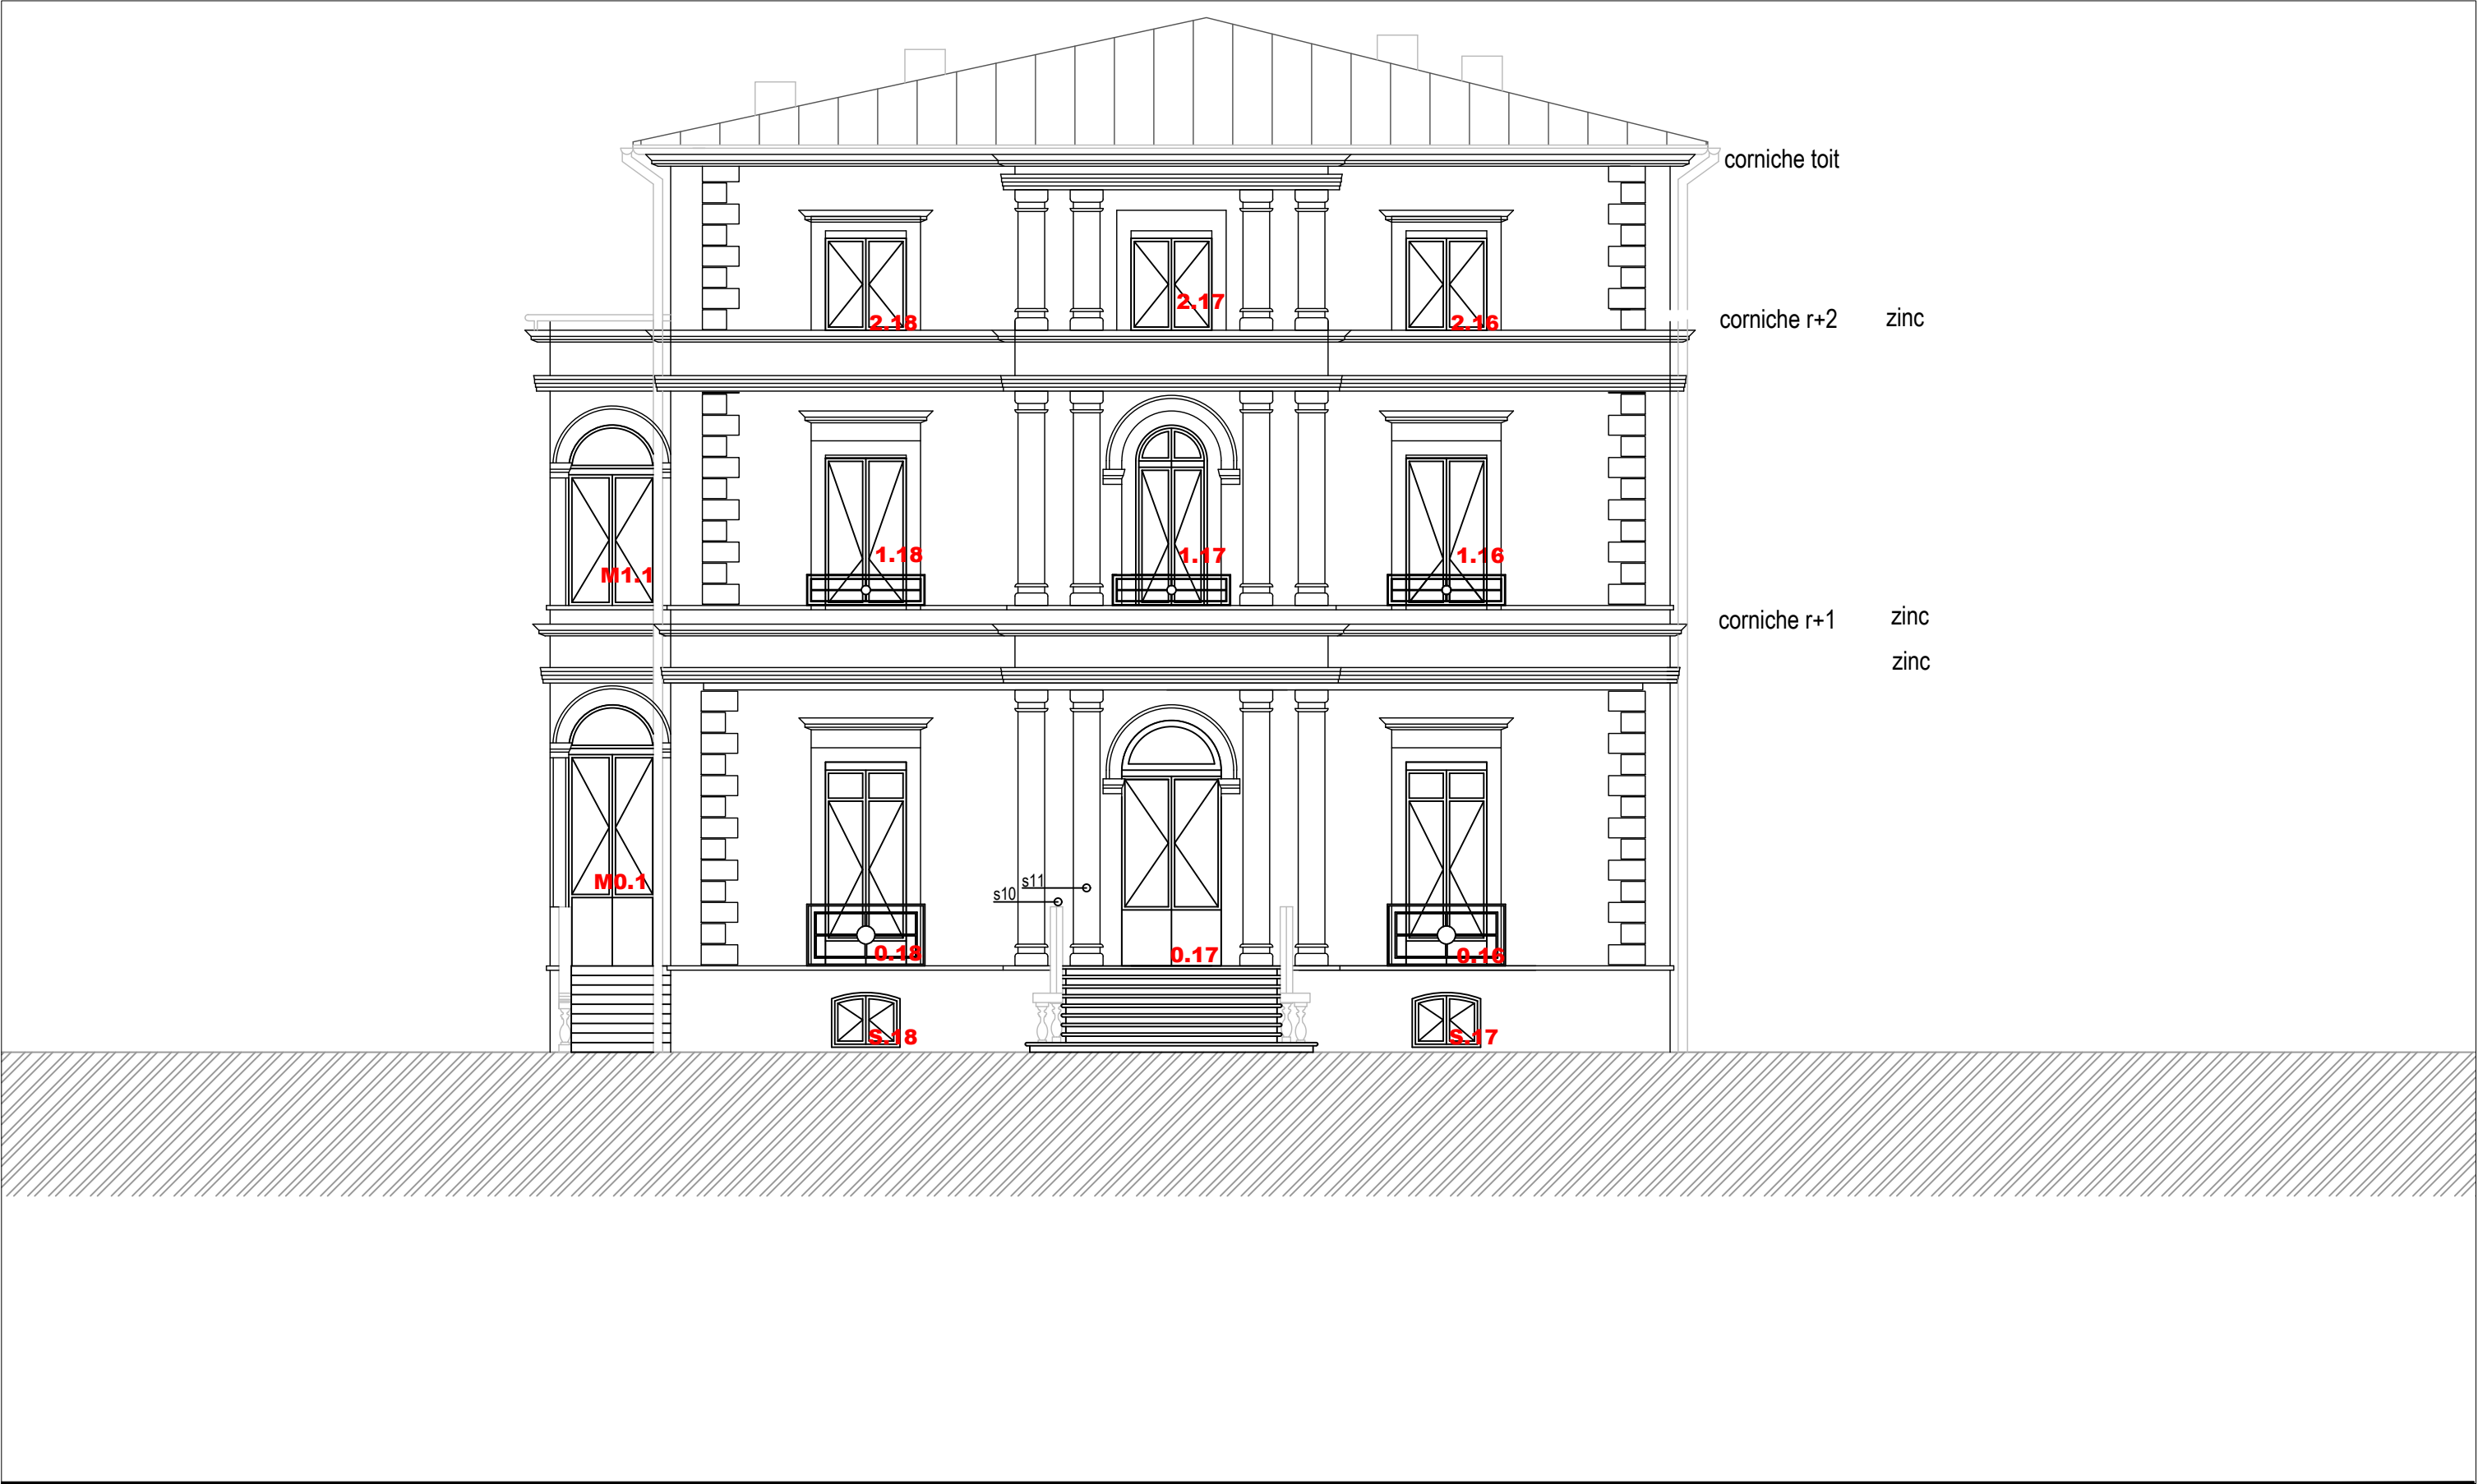 corniche toit
2.18
2.17
2.16
corniche r+2 zinc
M1.1
1.18
1.17
1.16
corniche r+1 zinc
zinc
M0.1
s10
s11
0.18
0.17
0.16
S.18
S.17